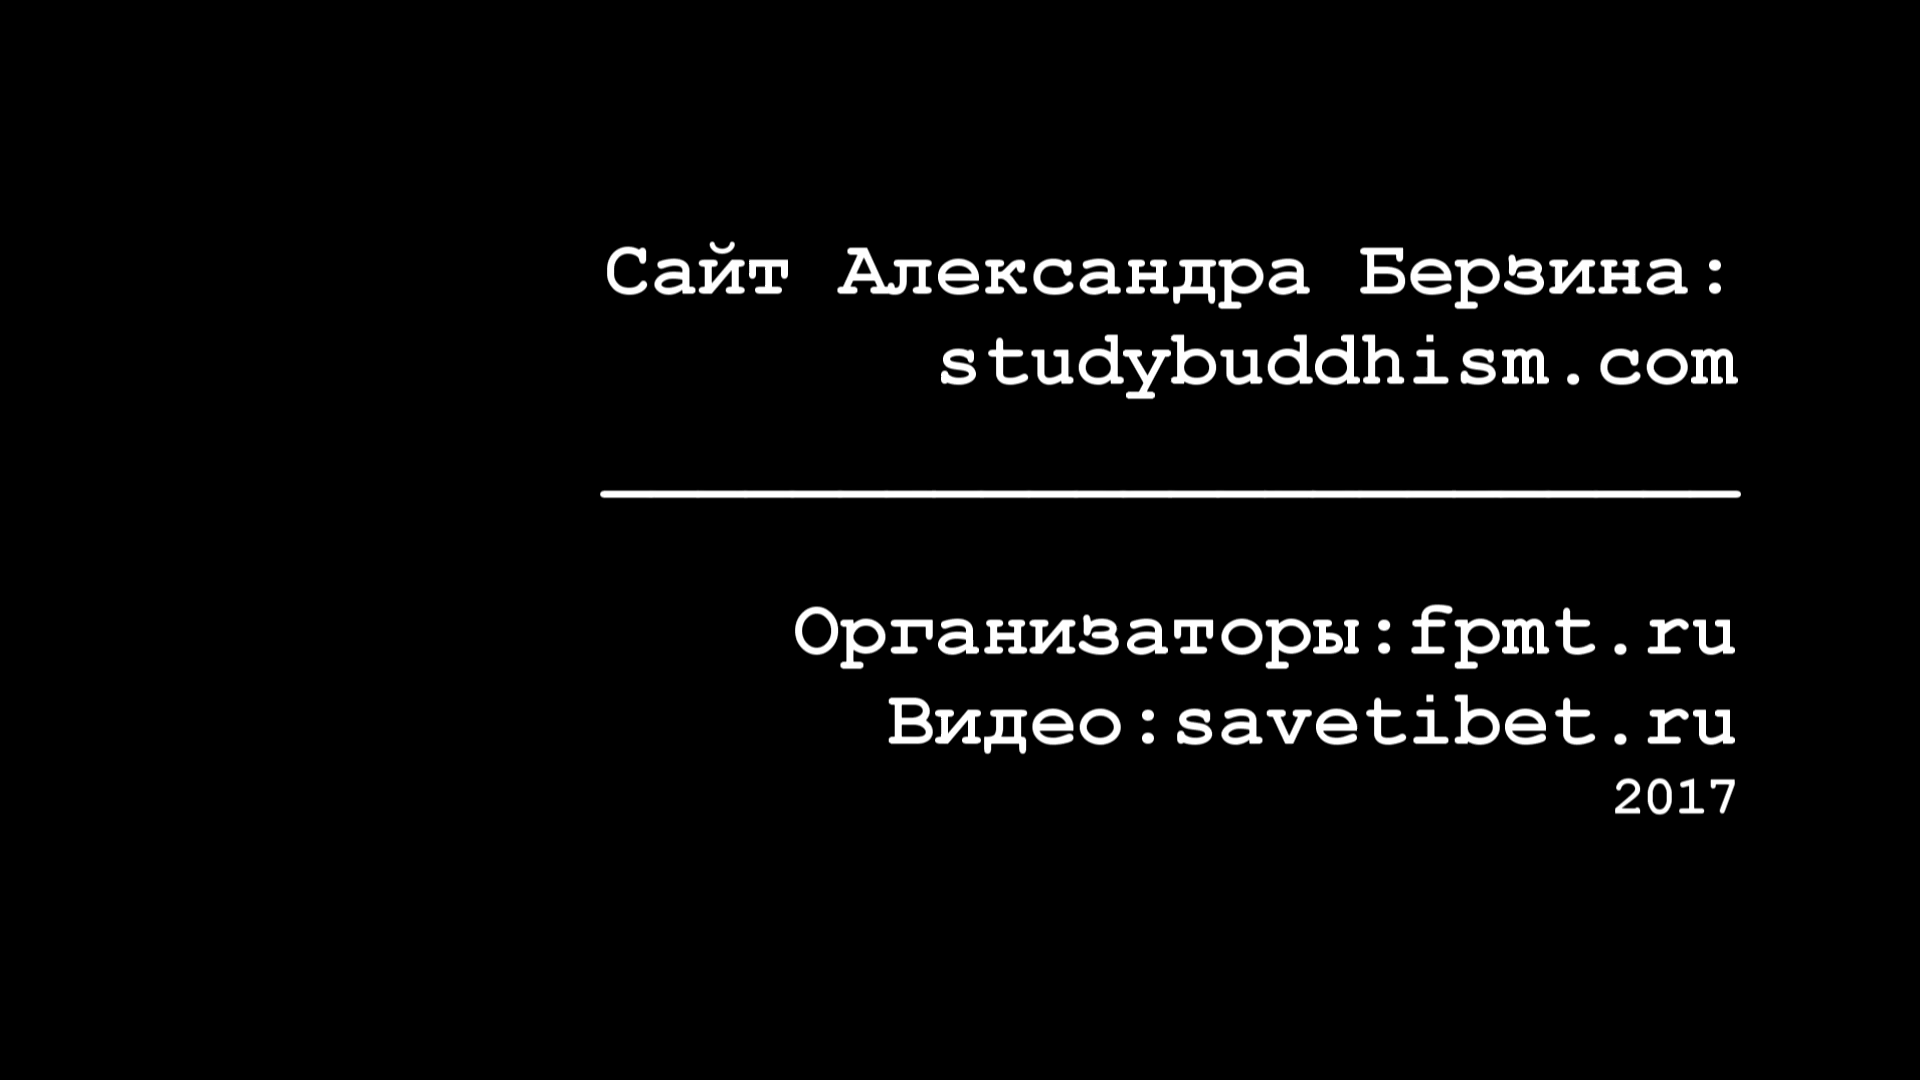 Сайт Александра Берзина:
studybuddhism.com
Организаторы:fpmt.ru
Видео:savetibet.ru
2017